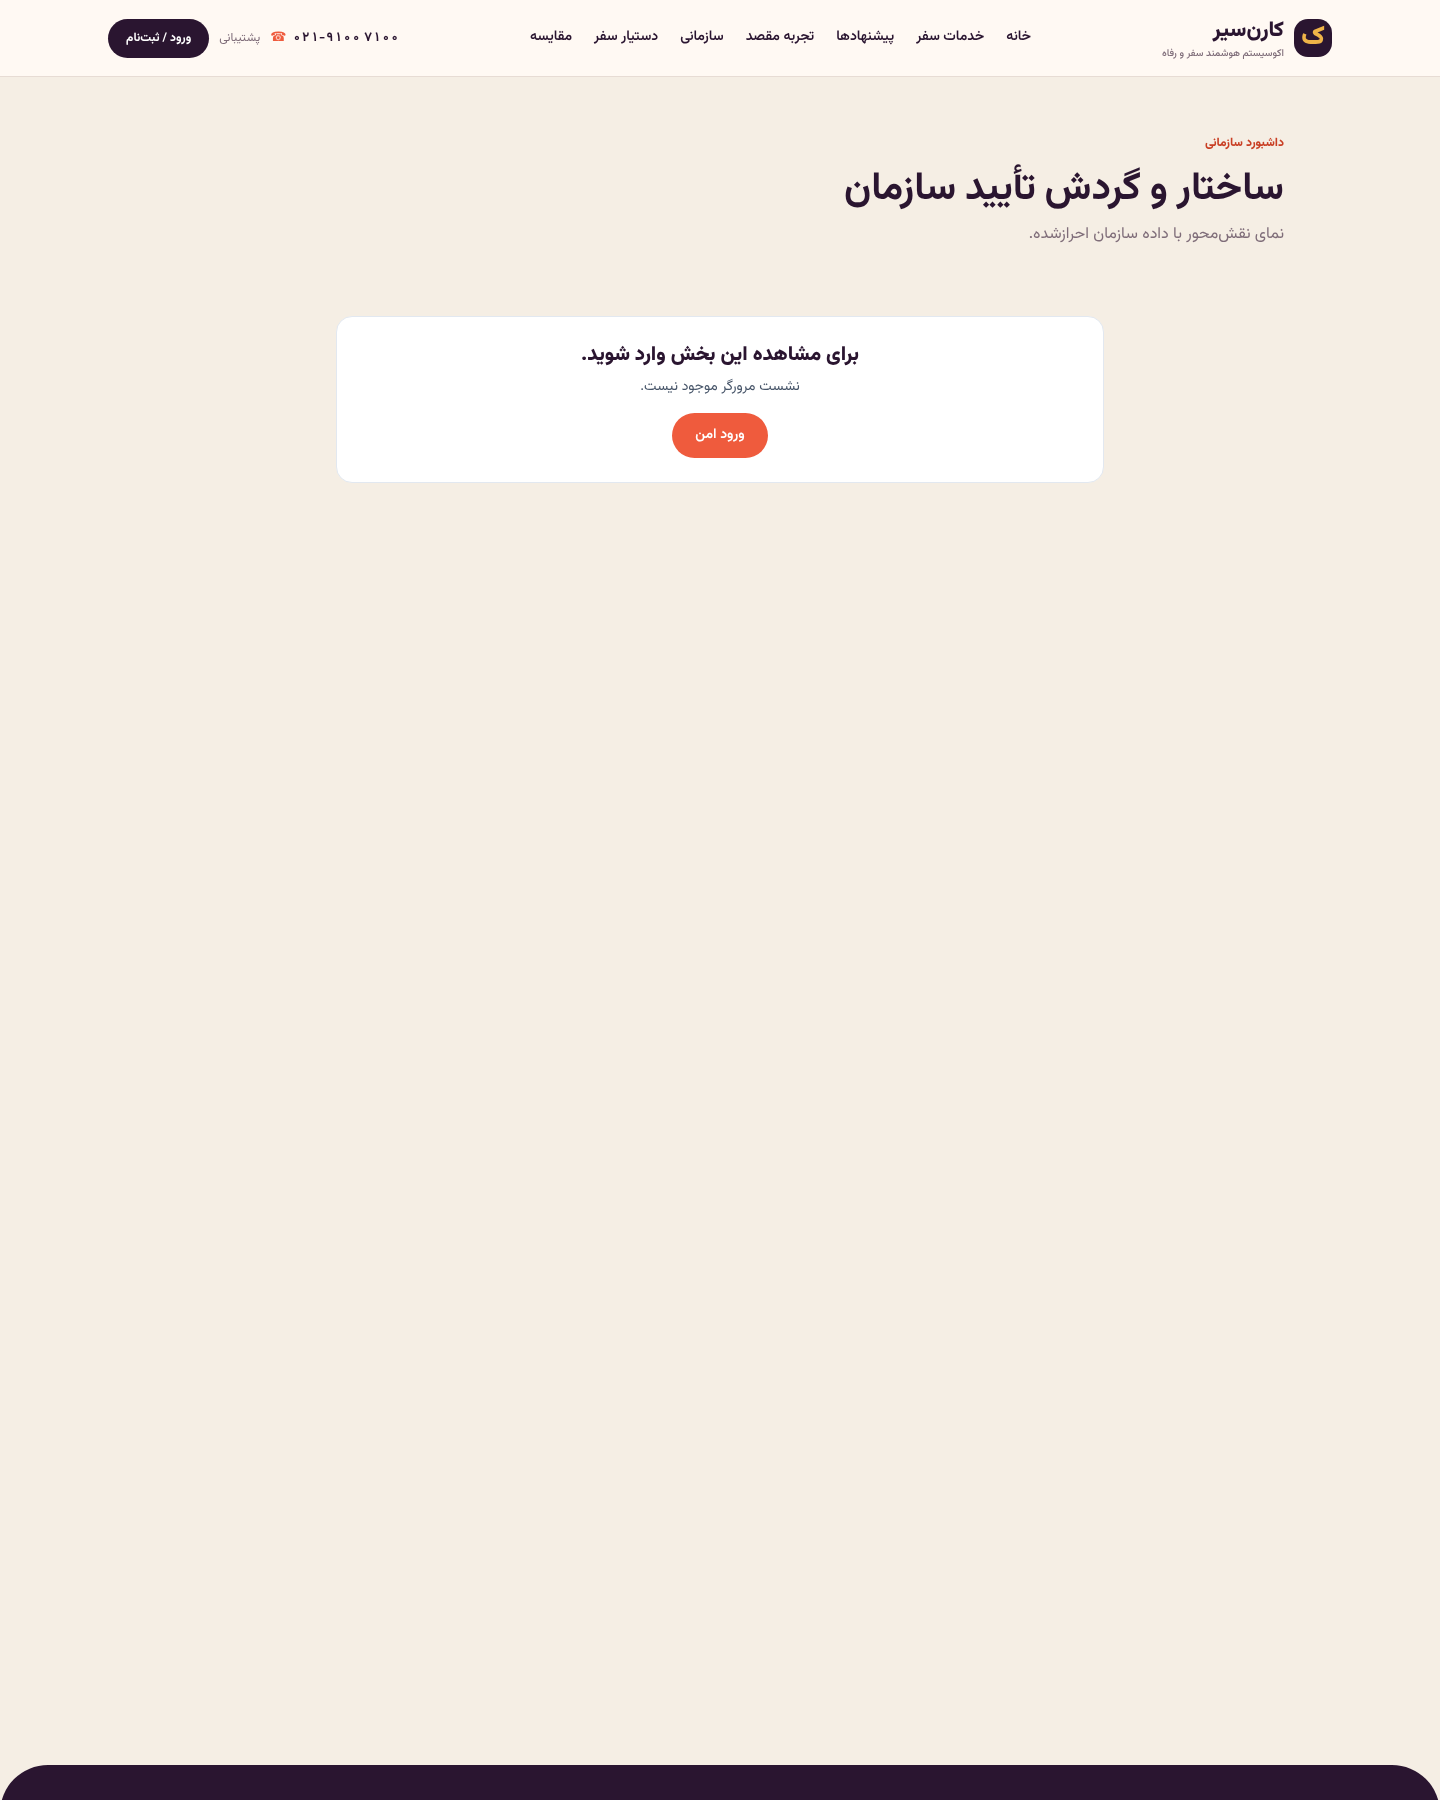 ک
کارن‌سیر
اکوسیستم هوشمند سفر و رفاه
خانه
خدمات سفر
پیشنهادها
تجربه مقصد
سازمانی
دستیار سفر
مقایسه
۰۲۱-۹۱۰۰ ۷۱۰۰
☎
پشتیبانی
ورود / ثبت‌نام
داشبورد سازمانی
ساختار و گردش تأیید سازمان
نمای نقش‌محور با داده سازمان احرازشده.
برای مشاهده این بخش وارد شوید.
نشست مرورگر موجود نیست.
ورود امن